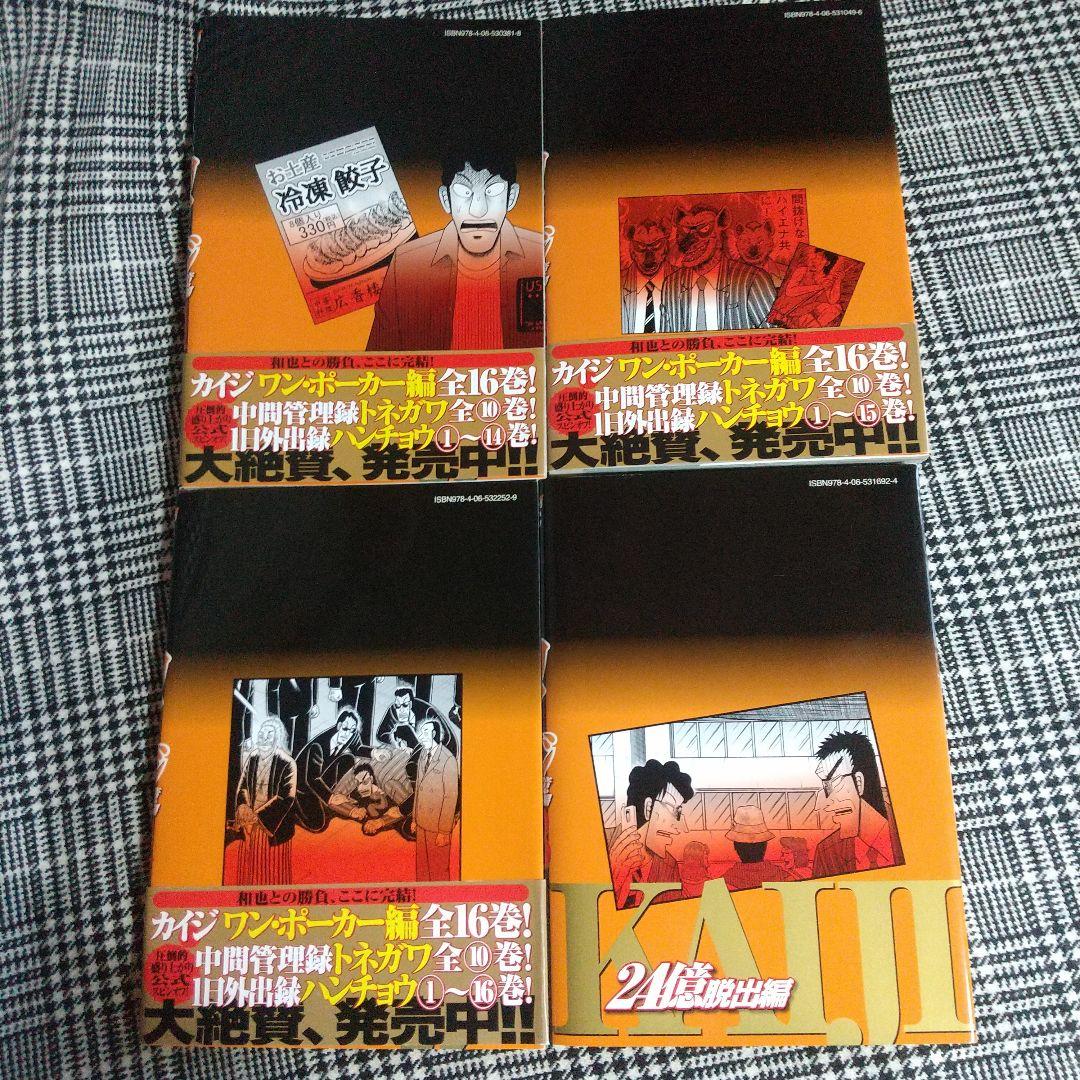 ISBN978-4-06-530381-8
お土産
冷凍餃子
8個入り
330円
広香楼
US
和也との勝負、ここに完結!
カイジ ワン・ポーカー編 全16巻!
圧倒的盛り上がり公式スピンオフ!
中間管理録トネガワ全⑩巻!
1日外出録ハンチョウ①〜⑭巻!
大絶賛、発売中!!
ISBN978-4-06-531049-6
間抜けな
ハイエナ共
に!
和也との勝負、ここに完結!
カイジ ワン・ポーカー編 全16巻!
圧倒的盛り上がり公式スピンオフ!
中間管理録トネガワ全⑩巻!
1日外出録ハンチョウ①〜⑮巻!
大絶賛、発売中!!
ISBN978-4-06-532252-9
和也との勝負、ここに完結!
カイジ ワン・ポーカー編 全16巻!
圧倒的盛り上がり公式スピンオフ!
中間管理録トネガワ全⑩巻!
1日外出録ハンチョウ①〜⑯巻!
大絶賛、発売中!!
ISBN978-4-06-531692-4
KAIJI
24億脱出編